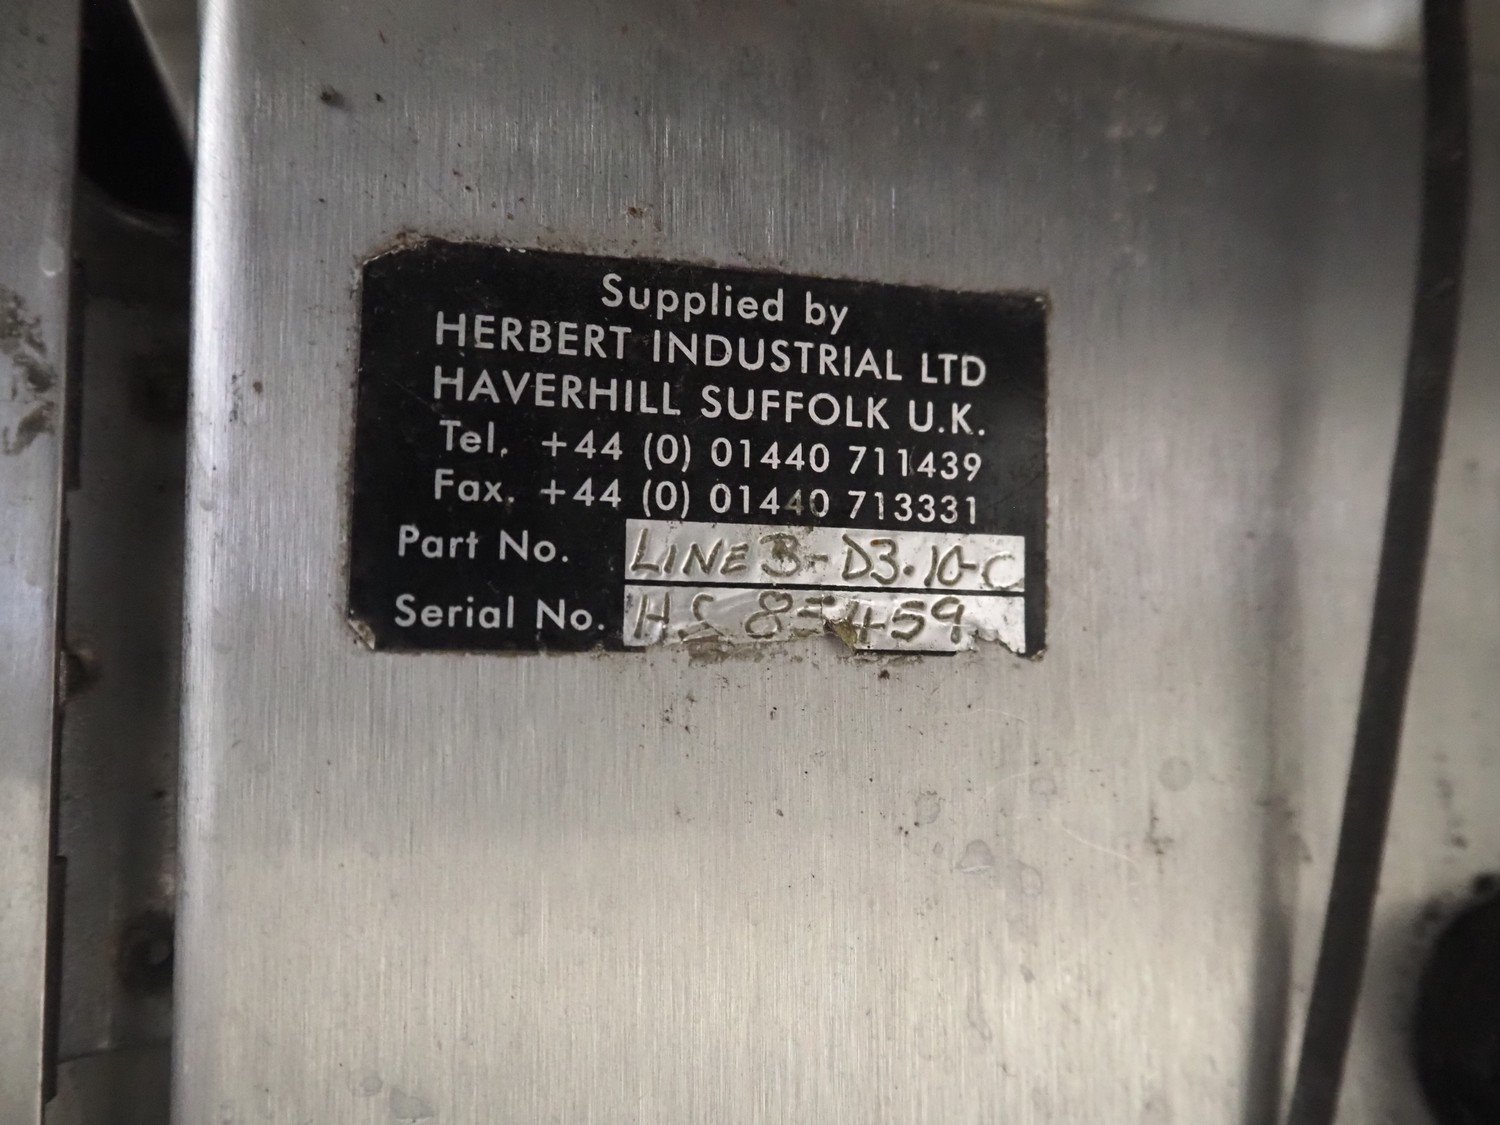 Supplied by
HERBERT INDUSTRIAL LTD
HAVERHILL SUFFOLK U.K.
Tel. +44 (0) 01440 711439
Fax. +44 (0) 01440 713331
Part No. LINE 3-D3.10-C
Serial No.